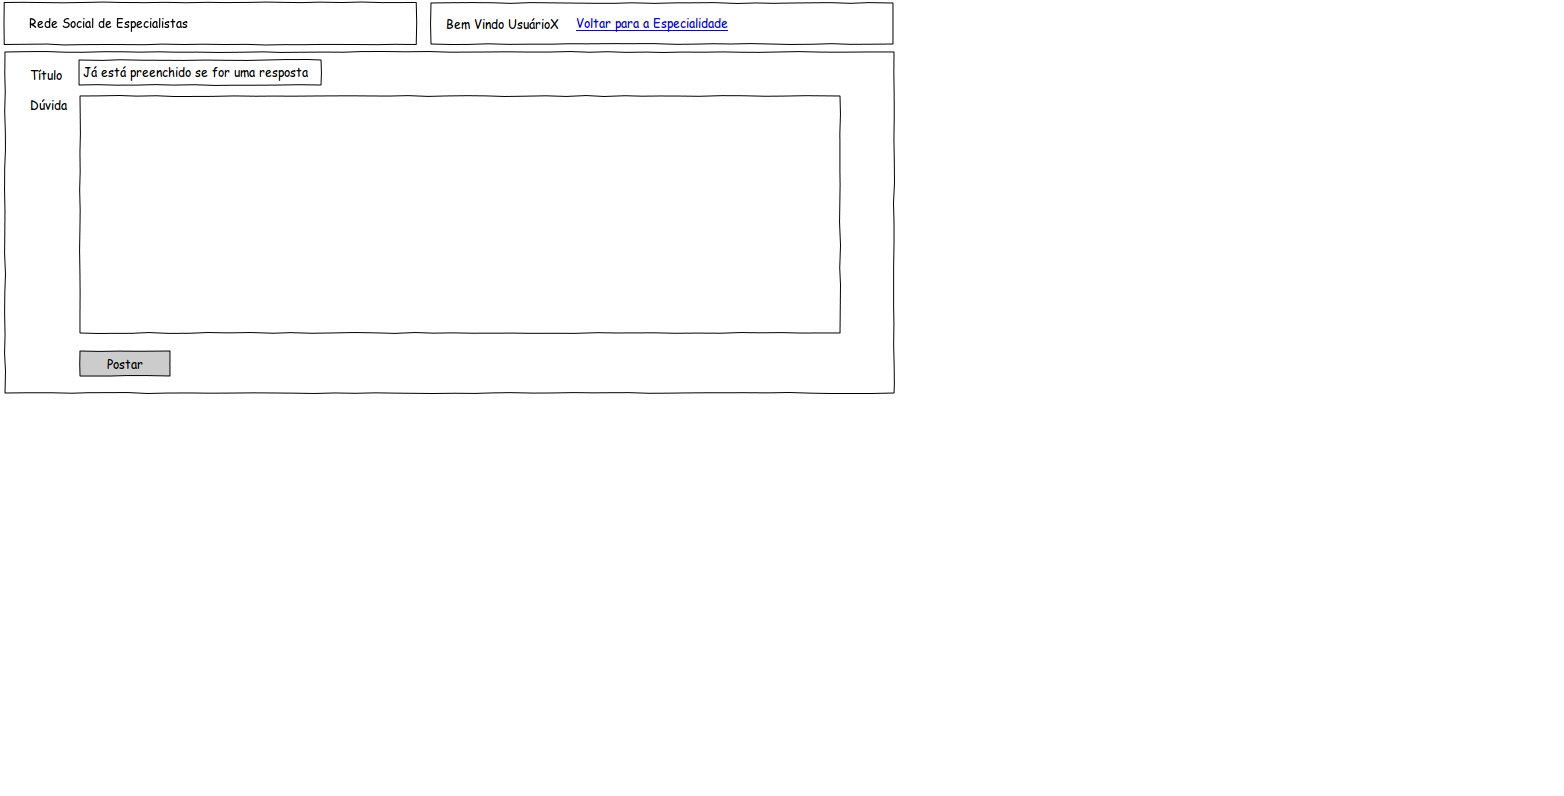 Rede Social de Especialistas
Bem Vindo UsuárioX Voltar para a Especialidade
Título Já está preenchido se for uma resposta
Dúvida
Postar